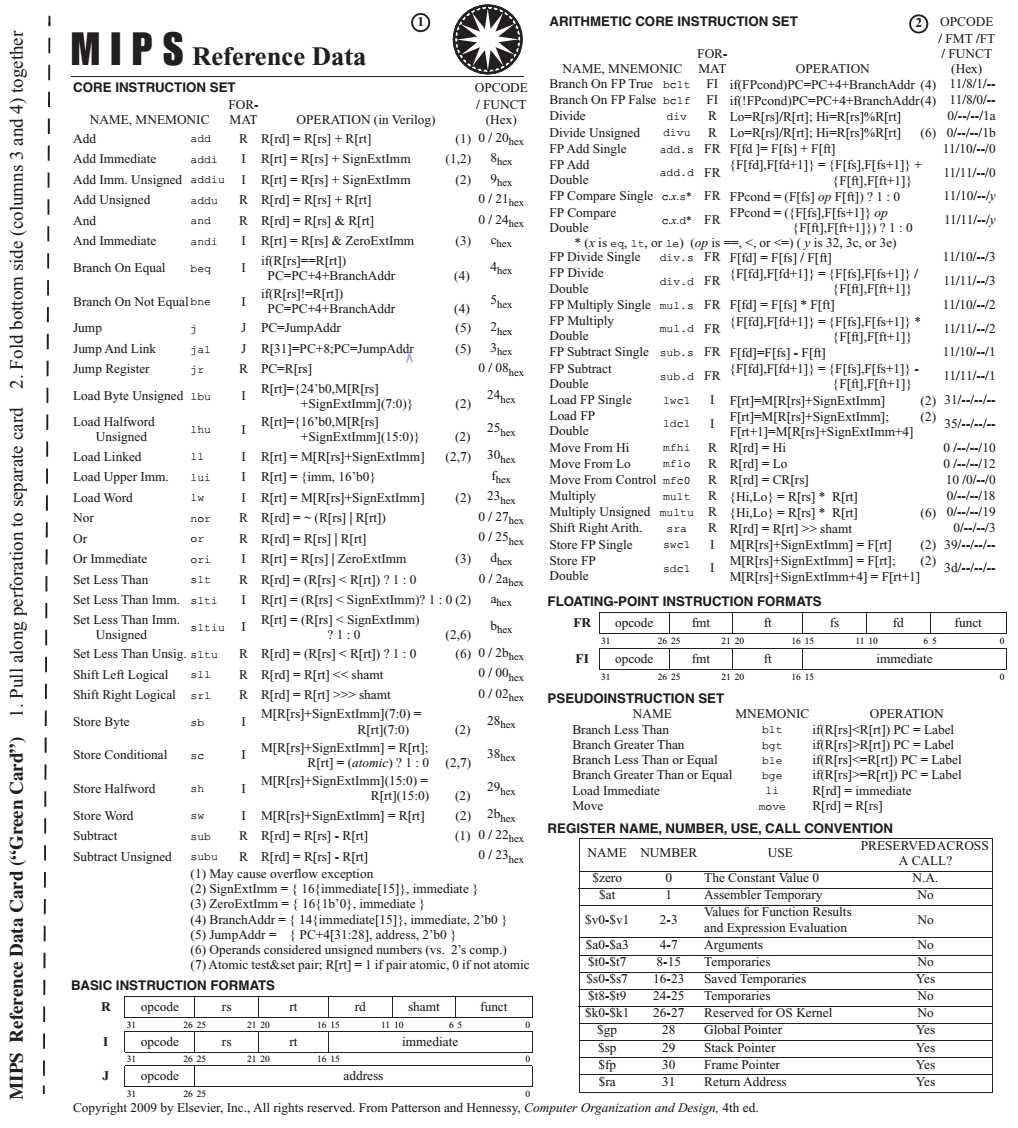 MIPS Reference Data Card (“Green Card”) 1. Pull along perforation to separate card 2. Fold bottom side (columns 3 and 4) together
MIPS Reference Data
①
CORE INSTRUCTION SET
NAME, MNEMONIC FOR-MAT OPERATION (in Verilog) OPCODE / FUNCT (Hex)
Add add R R[rd] = R[rs] + R[rt] (1) 0 / 20hex
Add Immediate addi I R[rt] = R[rs] + SignExtImm (1,2) 8hex
Add Imm. Unsigned addiu I R[rt] = R[rs] + SignExtImm (2) 9hex
Add Unsigned addu R R[rd] = R[rs] + R[rt] 0 / 21hex
And and R R[rd] = R[rs] & R[rt] 0 / 24hex
And Immediate andi I R[rt] = R[rs] & ZeroExtImm (3) chex
Branch On Equal beq I if(R[rs]==R[rt])
PC=PC+4+BranchAddr (4) 4hex
Branch On Not Equal bne I if(R[rs]!=R[rt])
PC=PC+4+BranchAddr (4) 5hex
Jump j J PC=JumpAddr (5) 2hex
Jump And Link jal J R[31]=PC+8;PC=JumpAddr (5) 3hex
Jump Register jr R PC=R[rs] 0 / 08hex
Load Byte Unsigned lbu I R[rt]={24’b0,M[R[rs]
+SignExtImm](7:0)} (2) 24hex
Load Halfword
Unsigned lhu I R[rt]={16’b0,M[R[rs]
+SignExtImm](15:0)} (2) 25hex
Load Linked ll I R[rt] = M[R[rs]+SignExtImm] (2,7) 30hex
Load Upper Imm. lui I R[rt] = {imm, 16’b0} fhex
Load Word lw I R[rt] = M[R[rs]+SignExtImm] (2) 23hex
Nor nor R R[rd] = ~ (R[rs] | R[rt]) 0 / 27hex
Or or R R[rd] = R[rs] | R[rt] 0 / 25hex
Or Immediate ori I R[rt] = R[rs] | ZeroExtImm (3) dhex
Set Less Than slt R R[rd] = (R[rs] < R[rt]) ? 1 : 0 0 / 2ahex
Set Less Than Imm. slti I R[rt] = (R[rs] < SignExtImm)? 1 : 0 (2) ahex
Set Less Than Imm.
Unsigned sltiu I R[rt] = (R[rs] < SignExtImm)
? 1 : 0 (2,6) bhex
Set Less Than Unsig. sltu R R[rd] = (R[rs] < R[rt]) ? 1 : 0 (6) 0 / 2bhex
Shift Left Logical sll R R[rd] = R[rt] << shamt 0 / 00hex
Shift Right Logical srl R R[rd] = R[rt] >>> shamt 0 / 02hex
Store Byte sb I M[R[rs]+SignExtImm](7:0) =
R[rt](7:0) (2) 28hex
Store Conditional sc I M[R[rs]+SignExtImm] = R[rt];
R[rt] = (atomic) ? 1 : 0 (2,7) 38hex
Store Halfword sh I M[R[rs]+SignExtImm](15:0) =
R[rt](15:0) (2) 29hex
Store Word sw I M[R[rs]+SignExtImm] = R[rt] (2) 2bhex
Subtract sub R R[rd] = R[rs] - R[rt] (1) 0 / 22hex
Subtract Unsigned subu R R[rd] = R[rs] - R[rt] 0 / 23hex
(1) May cause overflow exception
(2) SignExtImm = { 16{immediate[15]}, immediate }
(3) ZeroExtImm = { 16{1b’0}, immediate }
(4) BranchAddr = { 14{immediate[15]}, immediate, 2’b0 }
(5) JumpAddr = { PC+4[31:28], address, 2’b0 }
(6) Operands considered unsigned numbers (vs. 2’s comp.)
(7) Atomic test&set pair; R[rt] = 1 if pair atomic, 0 if not atomic
BASIC INSTRUCTION FORMATS
R opcode rs rt rd shamt funct
31 26 25 21 20 16 15 11 10 6 5 0
I opcode rs rt immediate
31 26 25 21 20 16 15 0
J opcode address
31 26 25 0
ARITHMETIC CORE INSTRUCTION SET
②
NAME, MNEMONIC FOR-MAT OPERATION OPCODE / FMT /FT / FUNCT (Hex)
Branch On FP True bc1t FI if(FPcond)PC=PC+4+BranchAddr (4) 11/8/1/--
Branch On FP False bc1f FI if(!FPcond)PC=PC+4+BranchAddr(4) 11/8/0/--
Divide div R Lo=R[rs]/R[rt]; Hi=R[rs]%R[rt] 0/--/--/1a
Divide Unsigned divu R Lo=R[rs]/R[rt]; Hi=R[rs]%R[rt] (6) 0/--/--/1b
FP Add Single add.s FR F[fd ]= F[fs] + F[ft] 11/10/--/0
FP Add
Double add.d FR {F[fd],F[fd+1]} = {F[fs],F[fs+1]} +
{F[ft],F[ft+1]} 11/11/--/0
FP Compare Single c.x.s* FR FPcond = (F[fs] op F[ft]) ? 1 : 0 11/10/--/y
FP Compare
Double c.x.d* FR FPcond = ({F[fs],F[fs+1]} op
{F[ft],F[ft+1]}) ? 1 : 0 11/11/--/y
* (x is eq, lt, or le) (op is ==, <, or <=) ( y is 32, 3c, or 3e)
FP Divide Single div.s FR F[fd] = F[fs] / F[ft] 11/10/--/3
FP Divide
Double div.d FR {F[fd],F[fd+1]} = {F[fs],F[fs+1]} /
{F[ft],F[ft+1]} 11/11/--/3
FP Multiply Single mul.s FR F[fd] = F[fs] * F[ft] 11/10/--/2
FP Multiply
Double mul.d FR {F[fd],F[fd+1]} = {F[fs],F[fs+1]} *
{F[ft],F[ft+1]} 11/11/--/2
FP Subtract Single sub.s FR F[fd]=F[fs] - F[ft] 11/10/--/1
FP Subtract
Double sub.d FR {F[fd],F[fd+1]} = {F[fs],F[fs+1]} -
{F[ft],F[ft+1]} 11/11/--/1
Load FP Single lwc1 I F[rt]=M[R[rs]+SignExtImm] (2) 31/--/--/--
Load FP
Double ldc1 I F[rt]=M[R[rs]+SignExtImm]; (2)
F[rt+1]=M[R[rs]+SignExtImm+4] 35/--/--/--
Move From Hi mfhi R R[rd] = Hi 0 /--/--/10
Move From Lo mflo R R[rd] = Lo 0 /--/--/12
Move From Control mfc0 R R[rd] = CR[rs] 10 /0/--/0
Multiply mult R {Hi,Lo} = R[rs] * R[rt] 0/--/--/18
Multiply Unsigned multu R {Hi,Lo} = R[rs] * R[rt] (6) 0/--/--/19
Shift Right Arith. sra R R[rd] = R[rt] >> shamt 0/--/--/3
Store FP Single swc1 I M[R[rs]+SignExtImm] = F[rt] (2) 39/--/--/--
Store FP
Double sdc1 I M[R[rs]+SignExtImm] = F[rt]; (2)
M[R[rs]+SignExtImm+4] = F[rt+1] 3d/--/--/--
FLOATING-POINT INSTRUCTION FORMATS
FR opcode fmt ft fs fd funct
31 26 25 21 20 16 15 11 10 6 5 0
FI opcode fmt ft immediate
31 26 25 21 20 16 15 0
PSEUDOINSTRUCTION SET
NAME MNEMONIC OPERATION
Branch Less Than blt if(R[rs]<R[rt]) PC = Label
Branch Greater Than bgt if(R[rs]>R[rt]) PC = Label
Branch Less Than or Equal ble if(R[rs]<=R[rt]) PC = Label
Branch Greater Than or Equal bge if(R[rs]>=R[rt]) PC = Label
Load Immediate li R[rd] = immediate
Move move R[rd] = R[rs]
REGISTER NAME, NUMBER, USE, CALL CONVENTION
NAME NUMBER USE PRESERVED ACROSS A CALL?
$zero 0 The Constant Value 0 N.A.
$at 1 Assembler Temporary No
$v0-$v1 2-3 Values for Function Results
and Expression Evaluation No
$a0-$a3 4-7 Arguments No
$t0-$t7 8-15 Temporaries No
$s0-$s7 16-23 Saved Temporaries Yes
$t8-$t9 24-25 Temporaries No
$k0-$k1 26-27 Reserved for OS Kernel No
$gp 28 Global Pointer Yes
$sp 29 Stack Pointer Yes
$fp 30 Frame Pointer Yes
$ra 31 Return Address Yes
Copyright 2009 by Elsevier, Inc., All rights reserved. From Patterson and Hennessy, Computer Organization and Design, 4th ed.